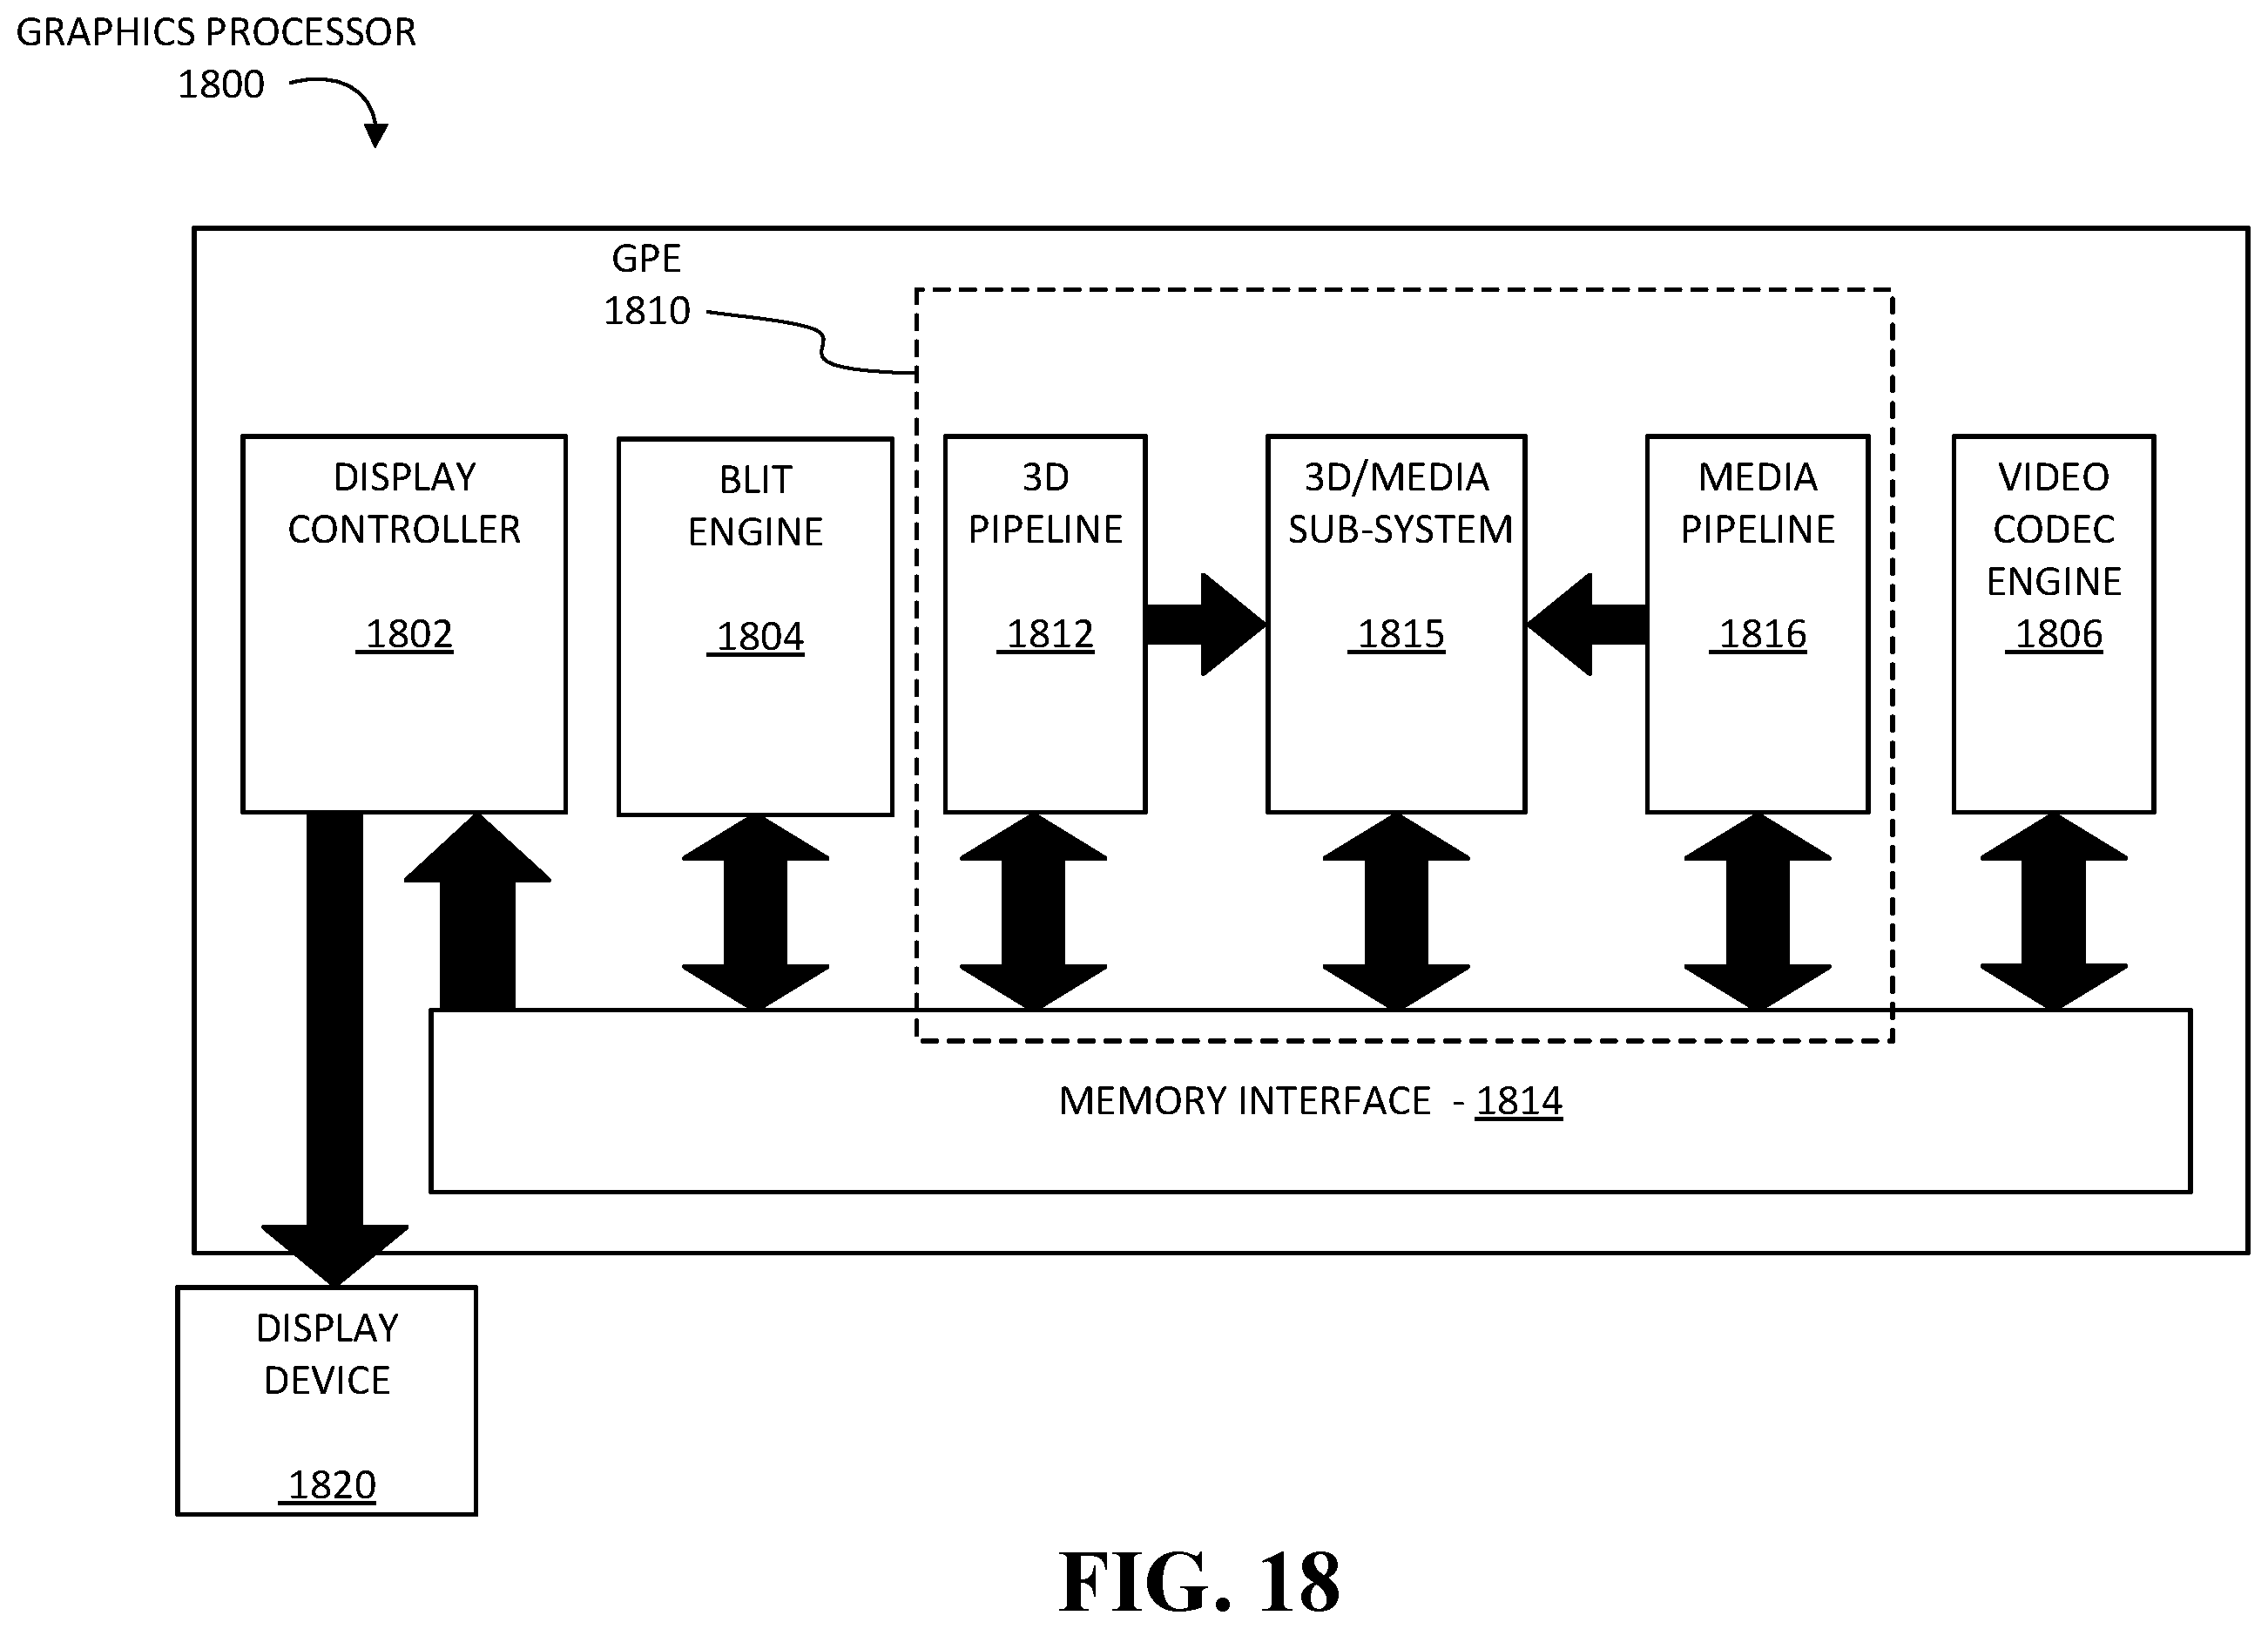 GRAPHICS PROCESSOR
1800
GPE
1810
DISPLAY
CONTROLLER
1802
BLIT
ENGINE
1804
3D
PIPELINE
1812
3D/MEDIA
SUB-SYSTEM
1815
MEDIA
PIPELINE
1816
VIDEO
CODEC
ENGINE
1806
MEMORY INTERFACE - 1814
DISPLAY
DEVICE
1820
FIG. 18